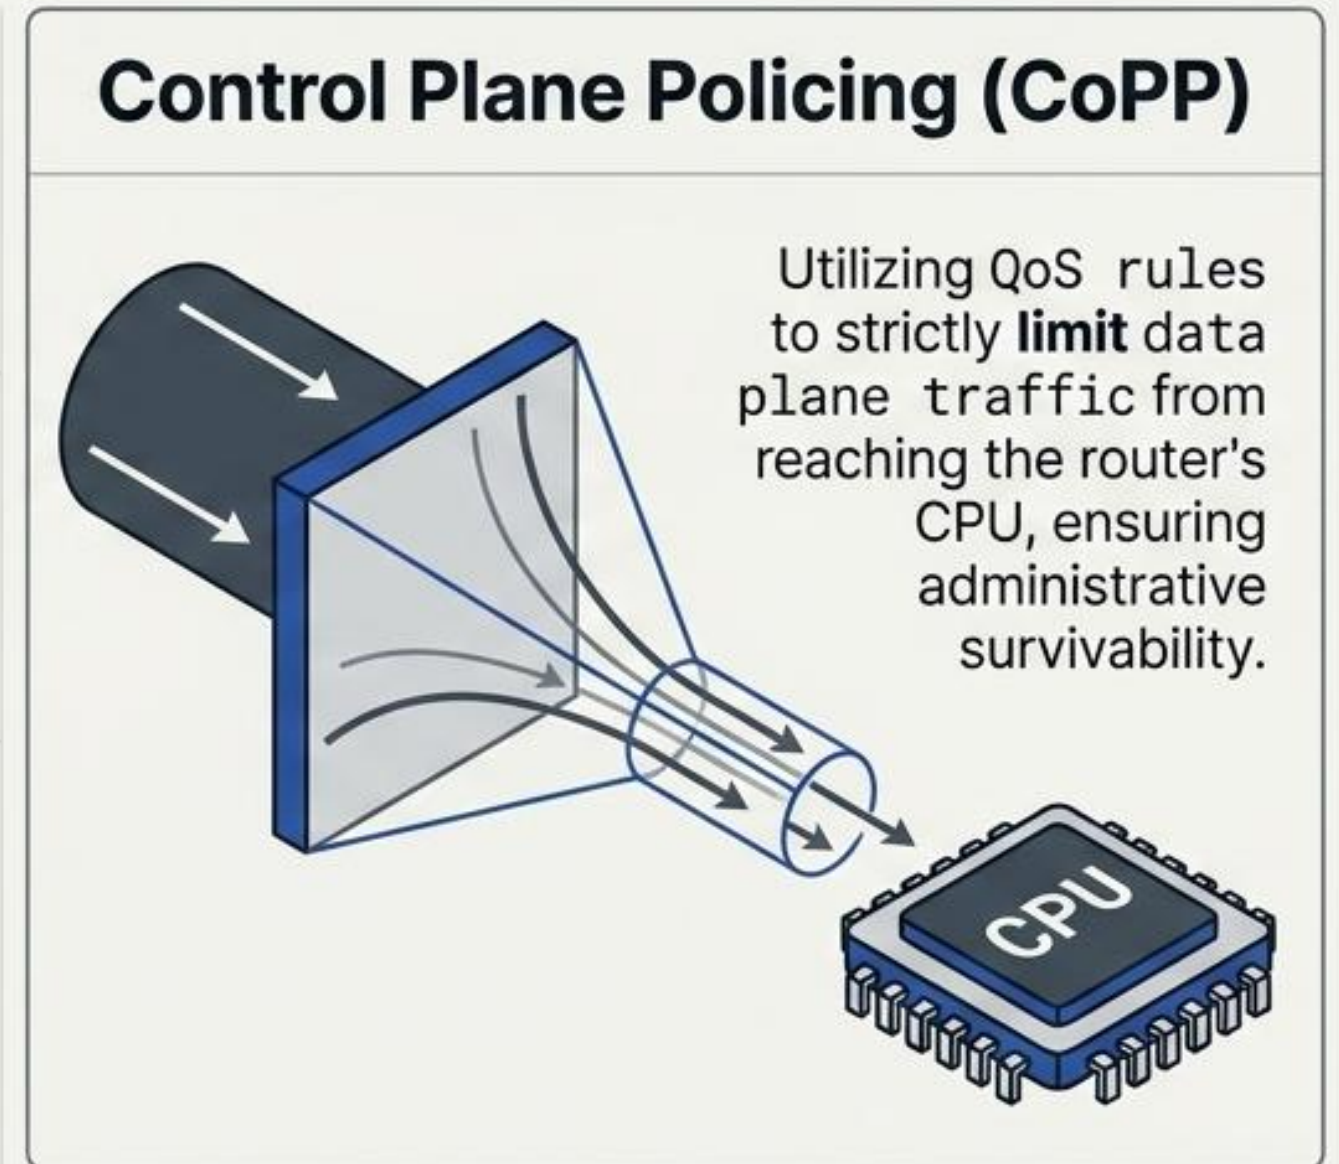 Control Plane Policing (CoPP)
Utilizing QoS rules
to strictly limit data
plane traffic from
reaching the router's
CPU, ensuring
administrative
survivability.
CPU